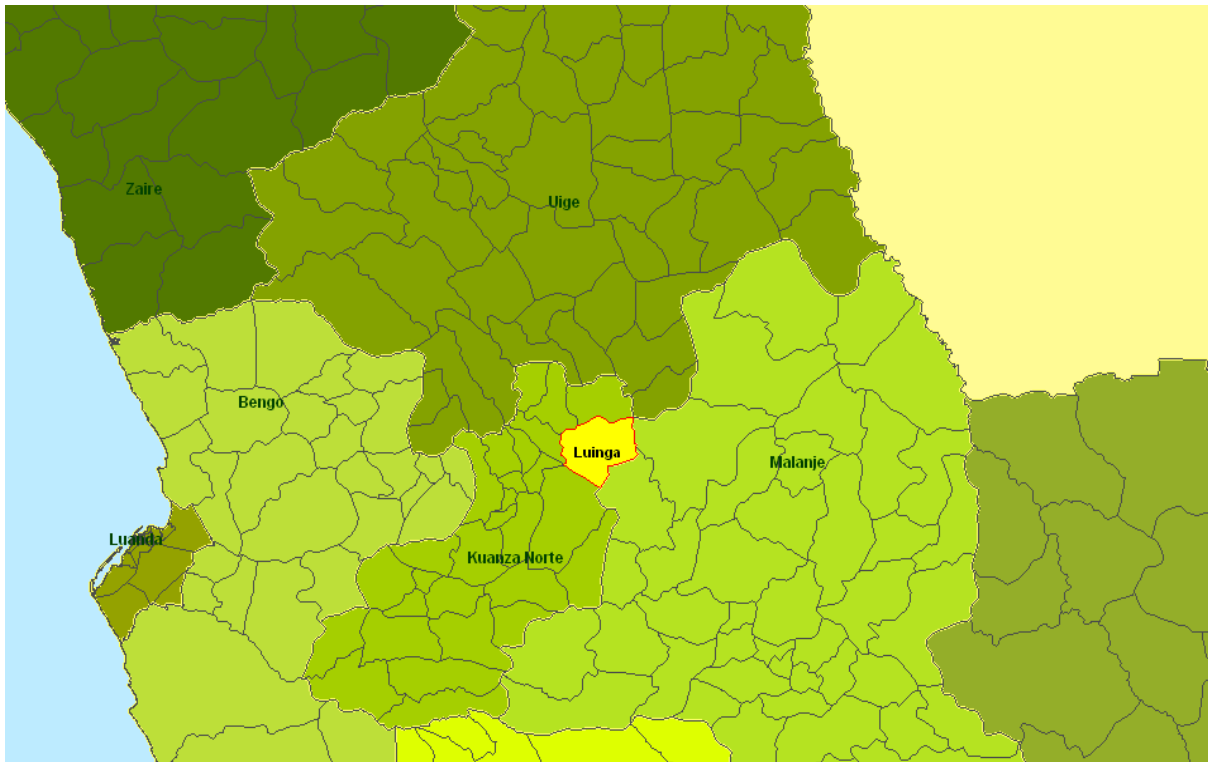 Zaire
Uige
Bengo
Luinga
Malanje
Luanda
Kuanza Norte